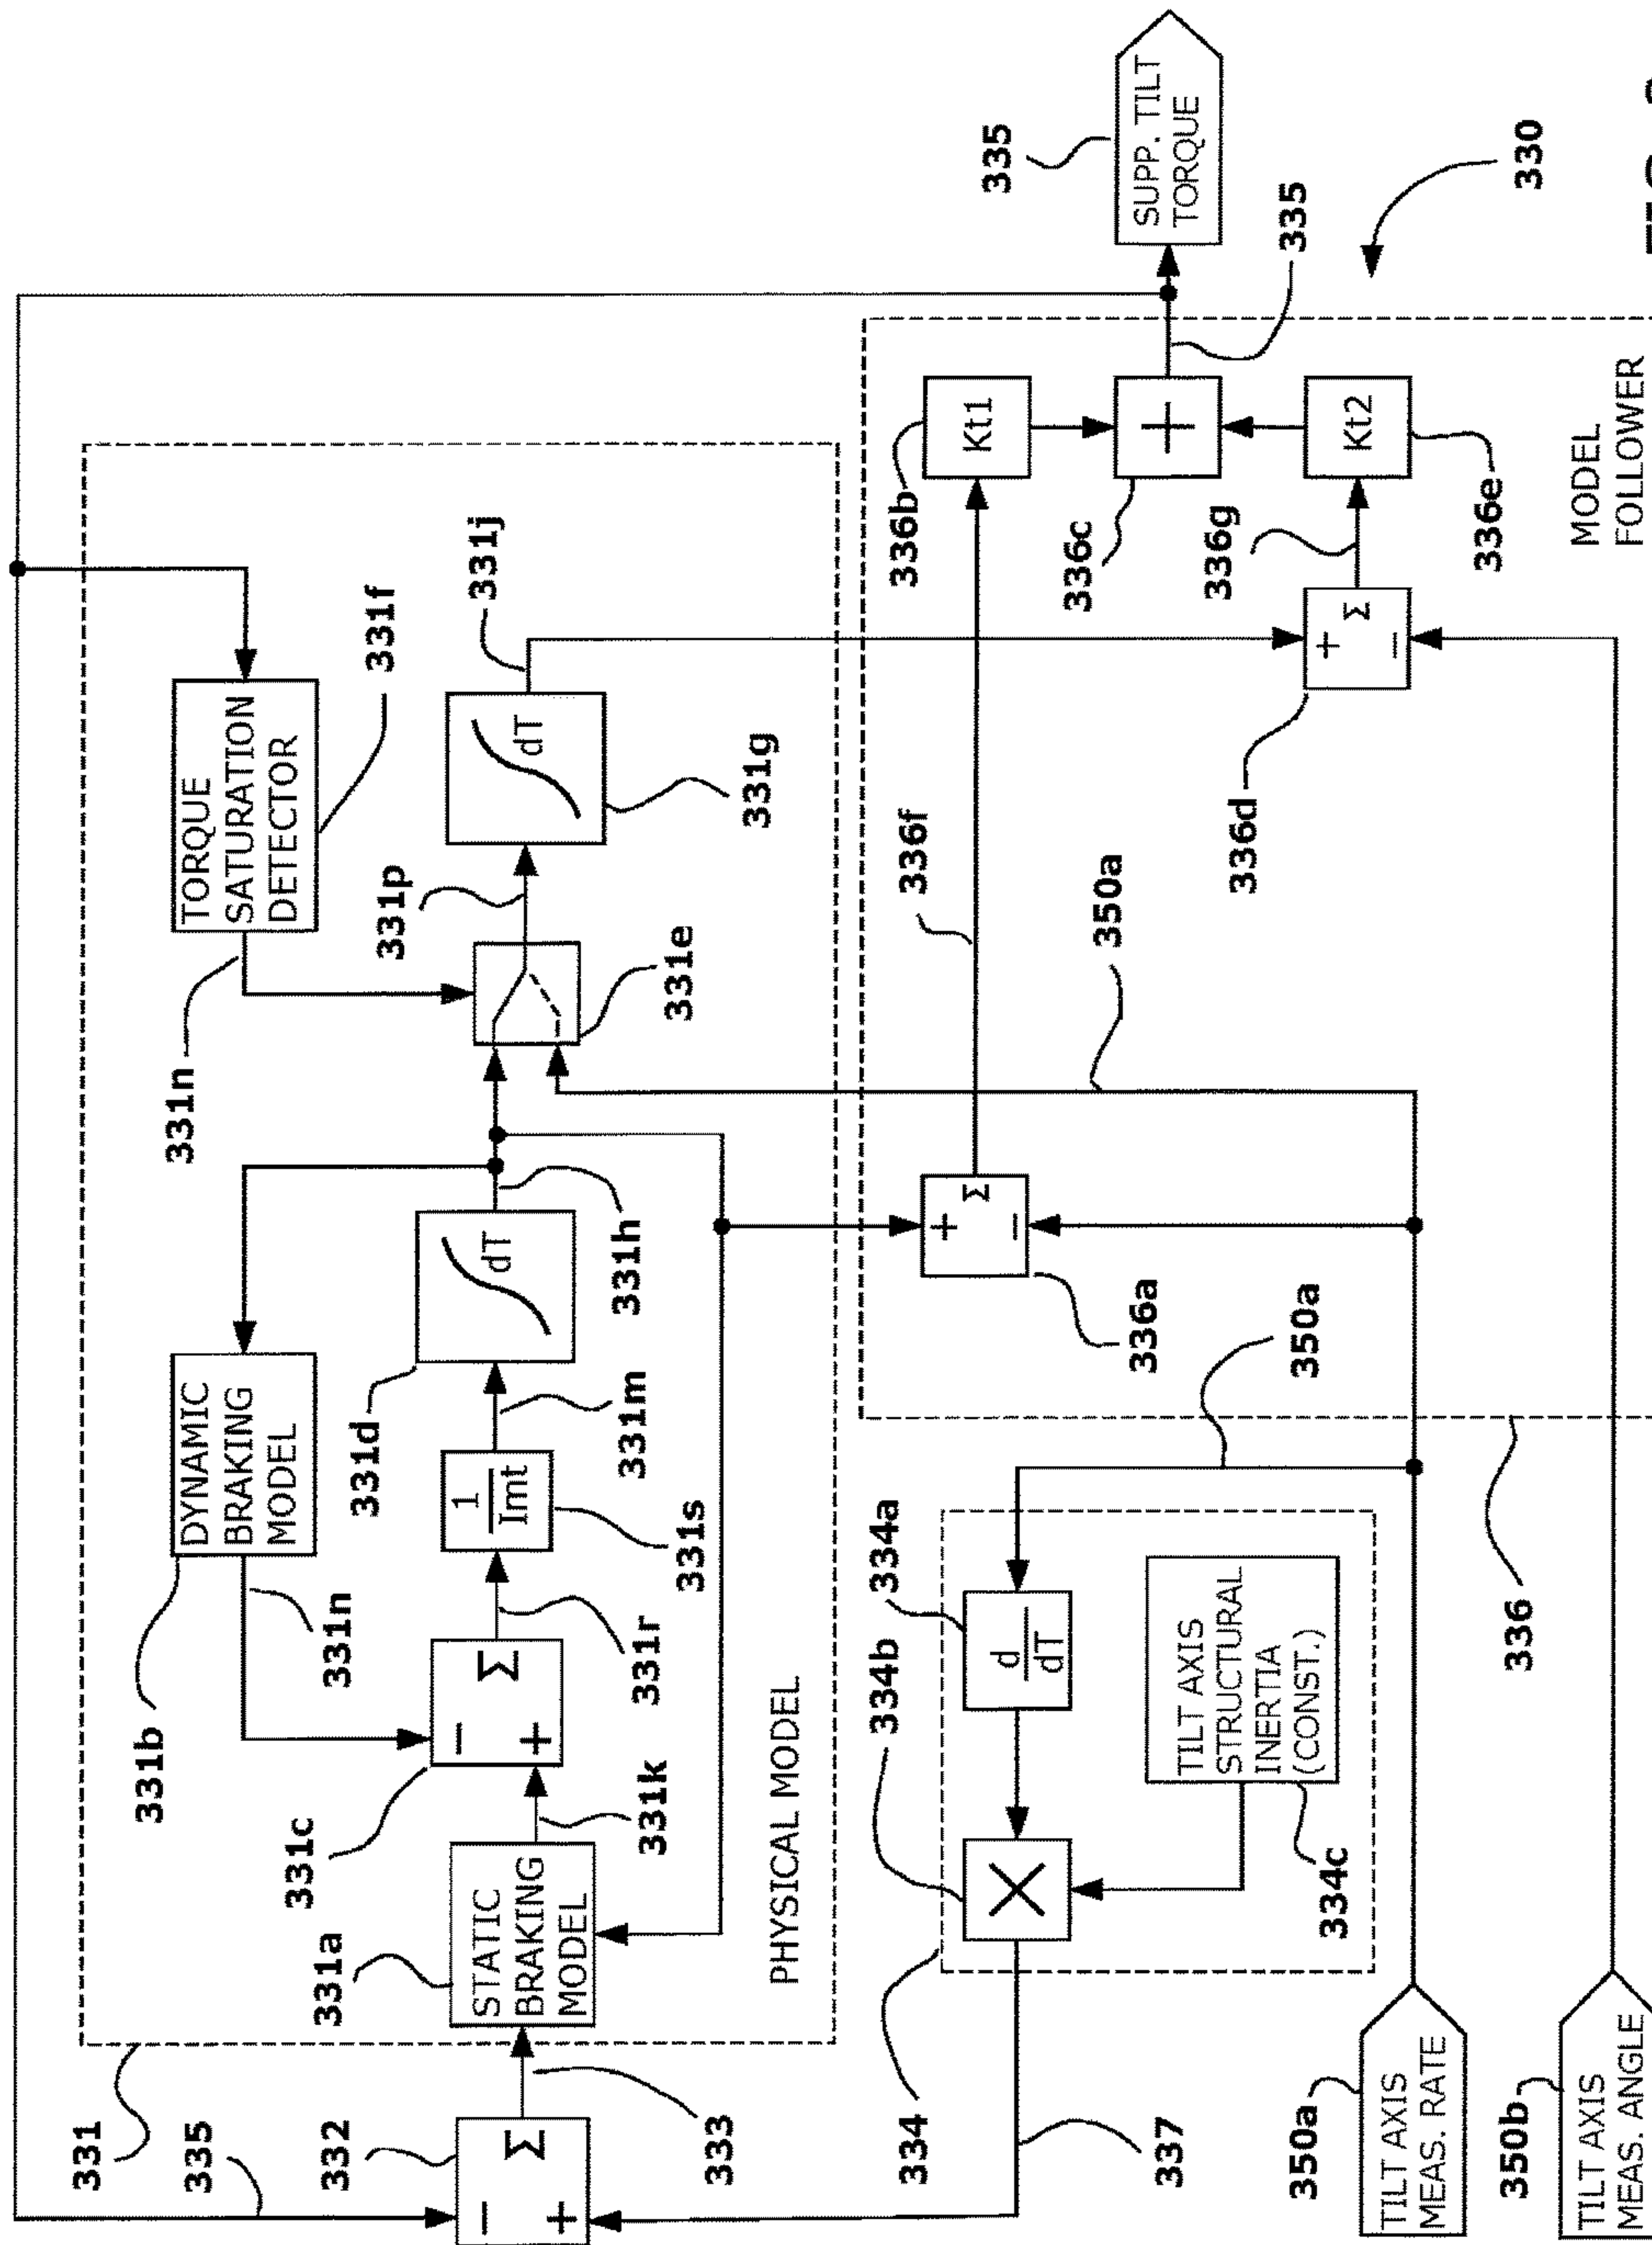 331
335
332
Σ
−
+
333
331a
STATIC
BRAKING
MODEL
331k
331c
−
+
Σ
331r
331b
DYNAMIC
BRAKING
MODEL
331n
1
Imt
331s
331m
331d
dT
331h
331n
TORQUE
SATURATION
DETECTOR
331f
331p
331e
dT
331g
331j
PHYSICAL MODEL
334
337
334b
334a
d
dT
334c
TILT AXIS
STRUCTURAL
INERTIA
(CONST.)
350a
336a
+
−
Σ
336f
350a
336b
Kt1
336c
+
336d
+
−
Σ
336g
Kt2
336e
336
MODEL
FOLLOWER
335
335
SUPP. TILT
TORQUE
330
350a
TILT AXIS
MEAS. RATE
350b
TILT AXIS
MEAS. ANGLE